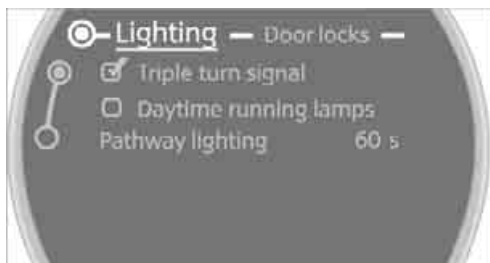 Lighting — Door locks —
Triple turn signal
Daytime running lamps
Pathway lighting 60 s